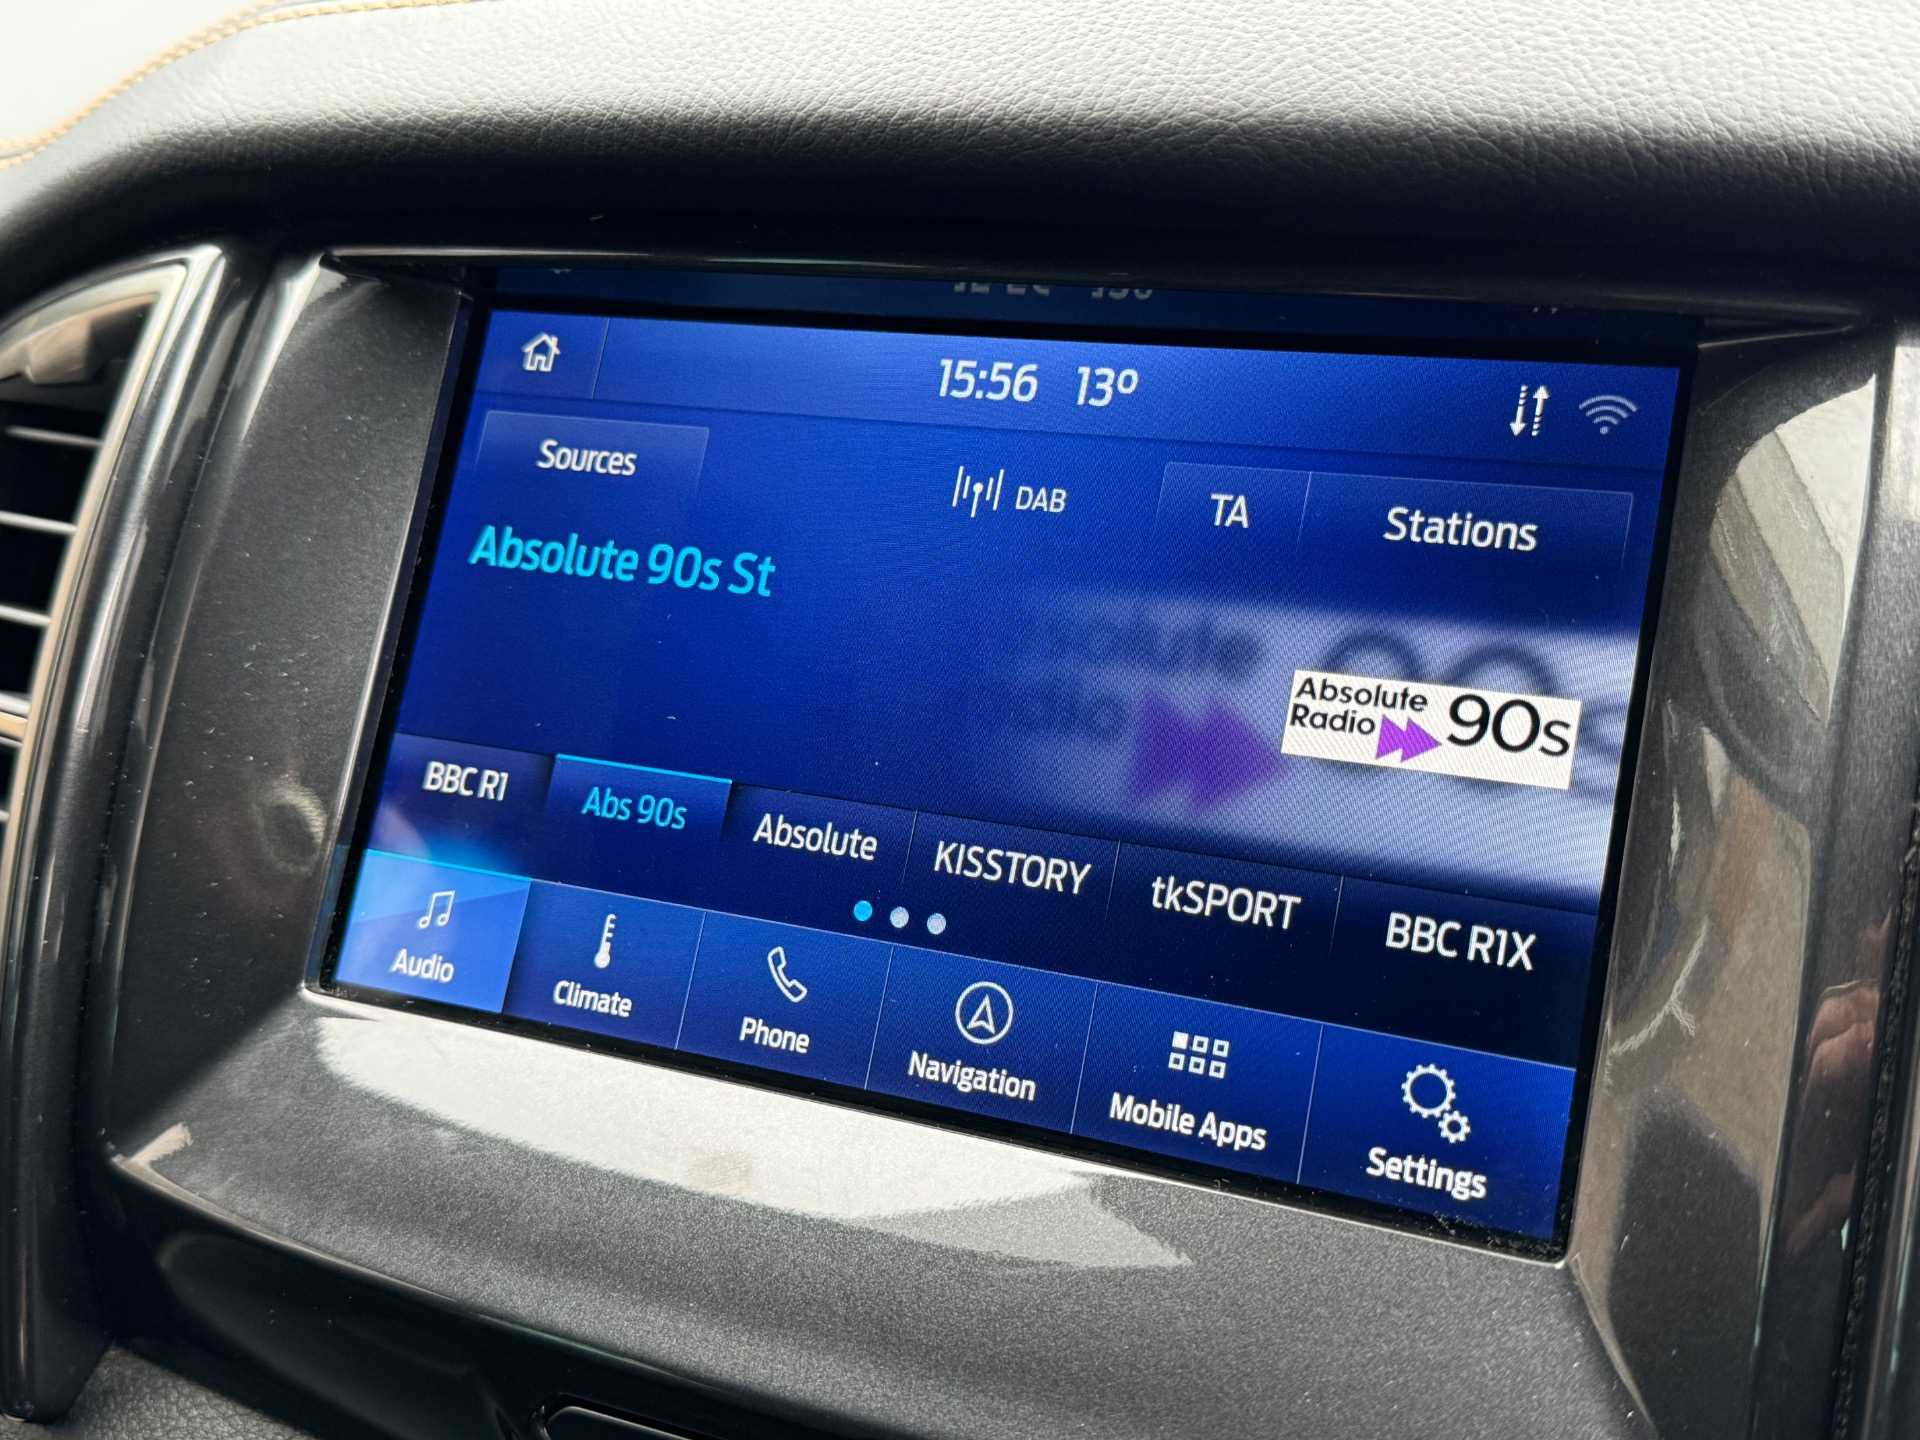 15:56 13°
Sources
DAB
TA
Stations
Absolute 90s St
Absolute
Radio
90s
BBC R1
Abs 90s
Absolute
KISSTORY
tkSPORT
BBC R1X
Audio
Climate
Phone
Navigation
Mobile Apps
Settings